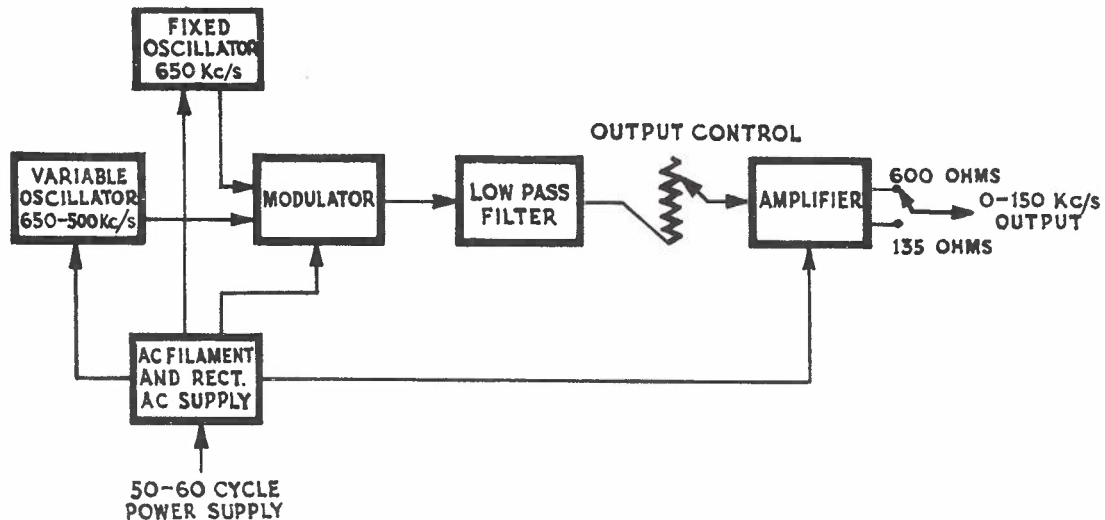 FIXED
OSCILLATOR
650 Kc/s
OUTPUT CONTROL
VARIABLE
OSCILLATOR
650-500Kc/s
MODULATOR
LOW PASS
FILTER
AMPLIFIER
600 OHMS
0-150 Kc/s
OUTPUT
135 OHMS
AC FILAMENT
AND RECT.
AC SUPPLY
50-60 CYCLE
POWER SUPPLY